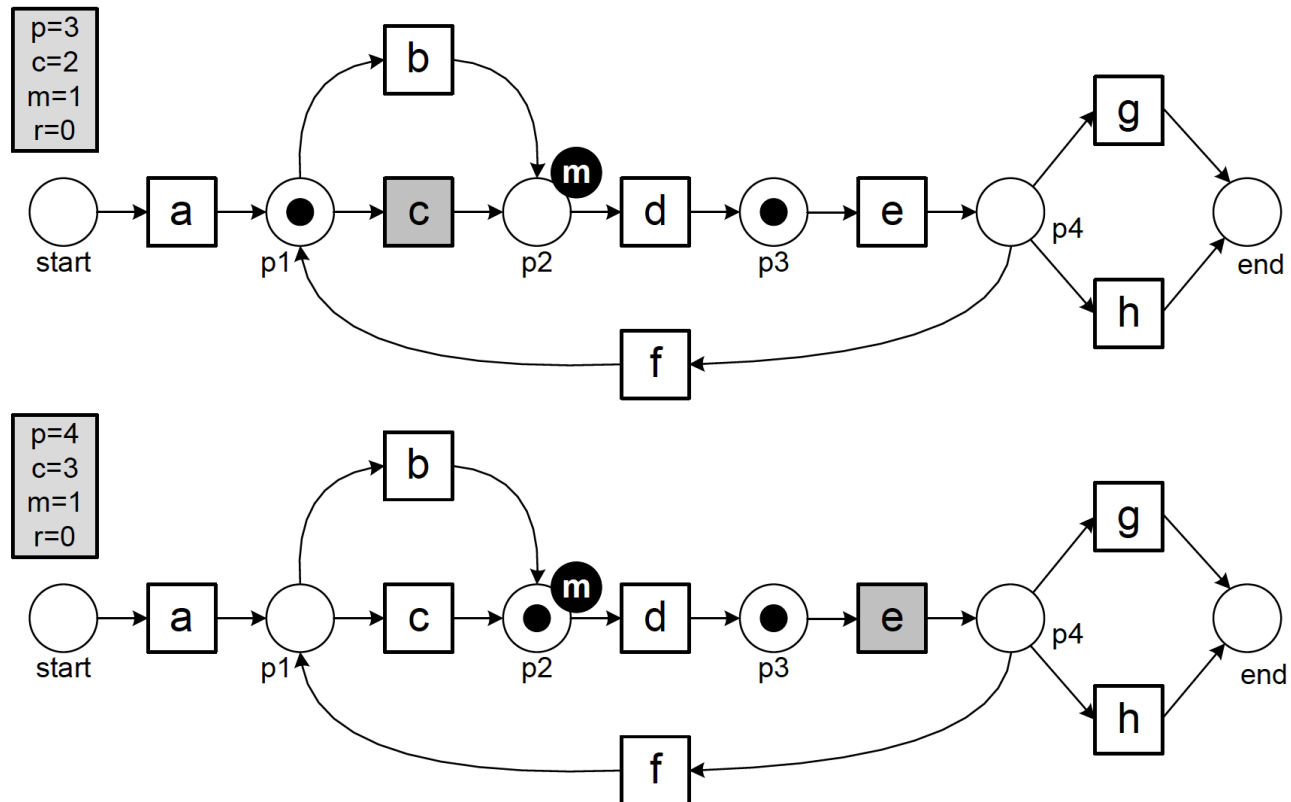 p=3
c=2
m=1
r=0
b
g
m
a
c
d
e
start
p1
p2
p3
p4
end
h
f
p=4
c=3
m=1
r=0
b
g
m
a
c
d
e
start
p1
p2
p3
p4
end
h
f